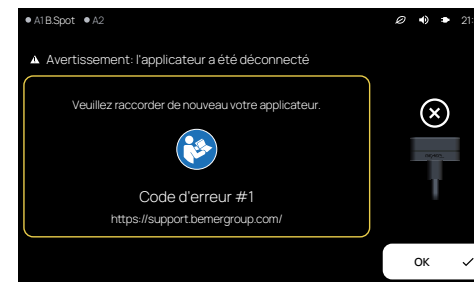 A1 B.Spot A2 21:
Avertissement: l'applicateur a été déconnecté
Veuillez raccorder de nouveau votre applicateur.
Code d'erreur #1
https://support.bemergroup.com/
OK